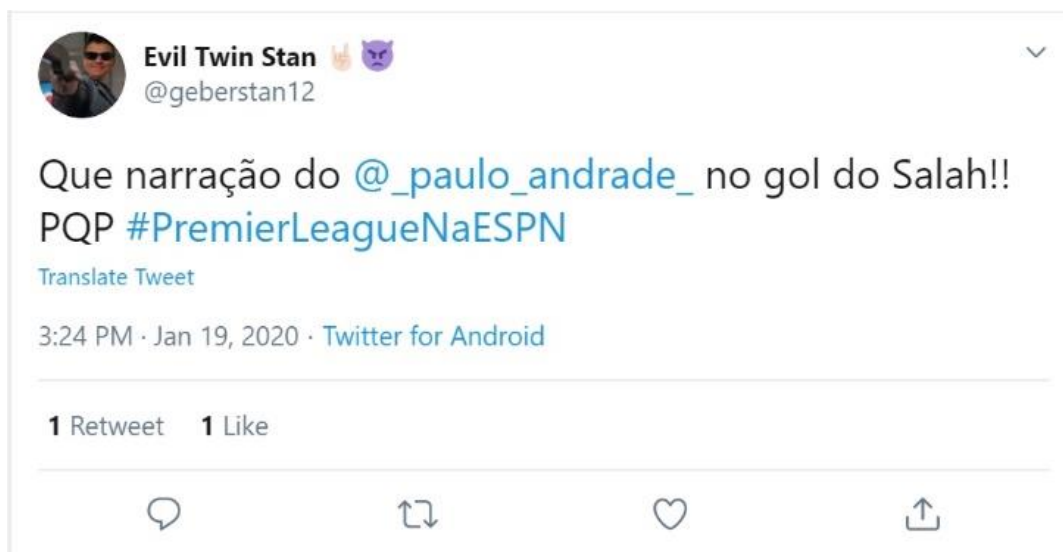 Evil Twin Stan 🤘🏻😈
@geberstan12
Que narração do @_paulo_andrade_ no gol do Salah!!
PQP #PremierLeagueNaESPN
Translate Tweet
3:24 PM · Jan 19, 2020 · Twitter for Android
1 Retweet 1 Like